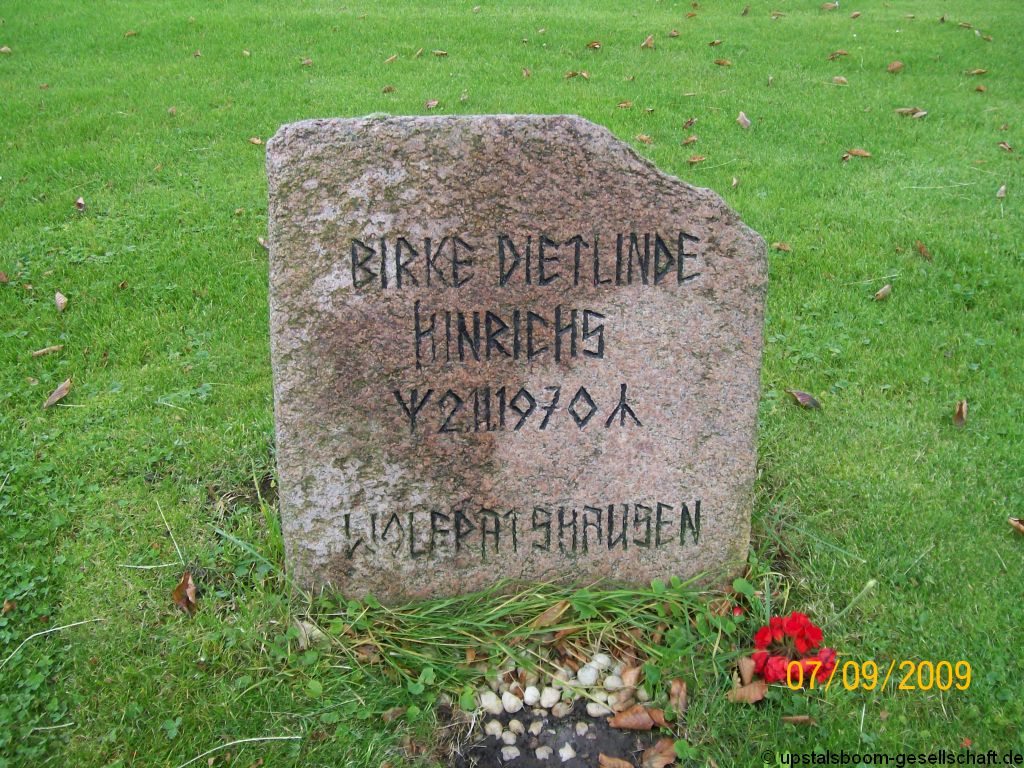 BIRKE DIETLINDE
HINRICHS
ᛉ 2.11.1970 ᛦ
WOLFRATSHAUSEN
07/09/2009
© upstalsboom-gesellschaft.de